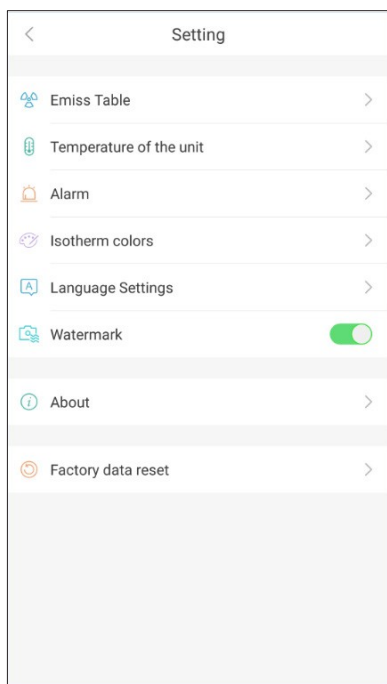 Setting
Emiss Table
Temperature of the unit
Alarm
Isotherm colors
A Language Settings
Watermark
i About
Factory data reset